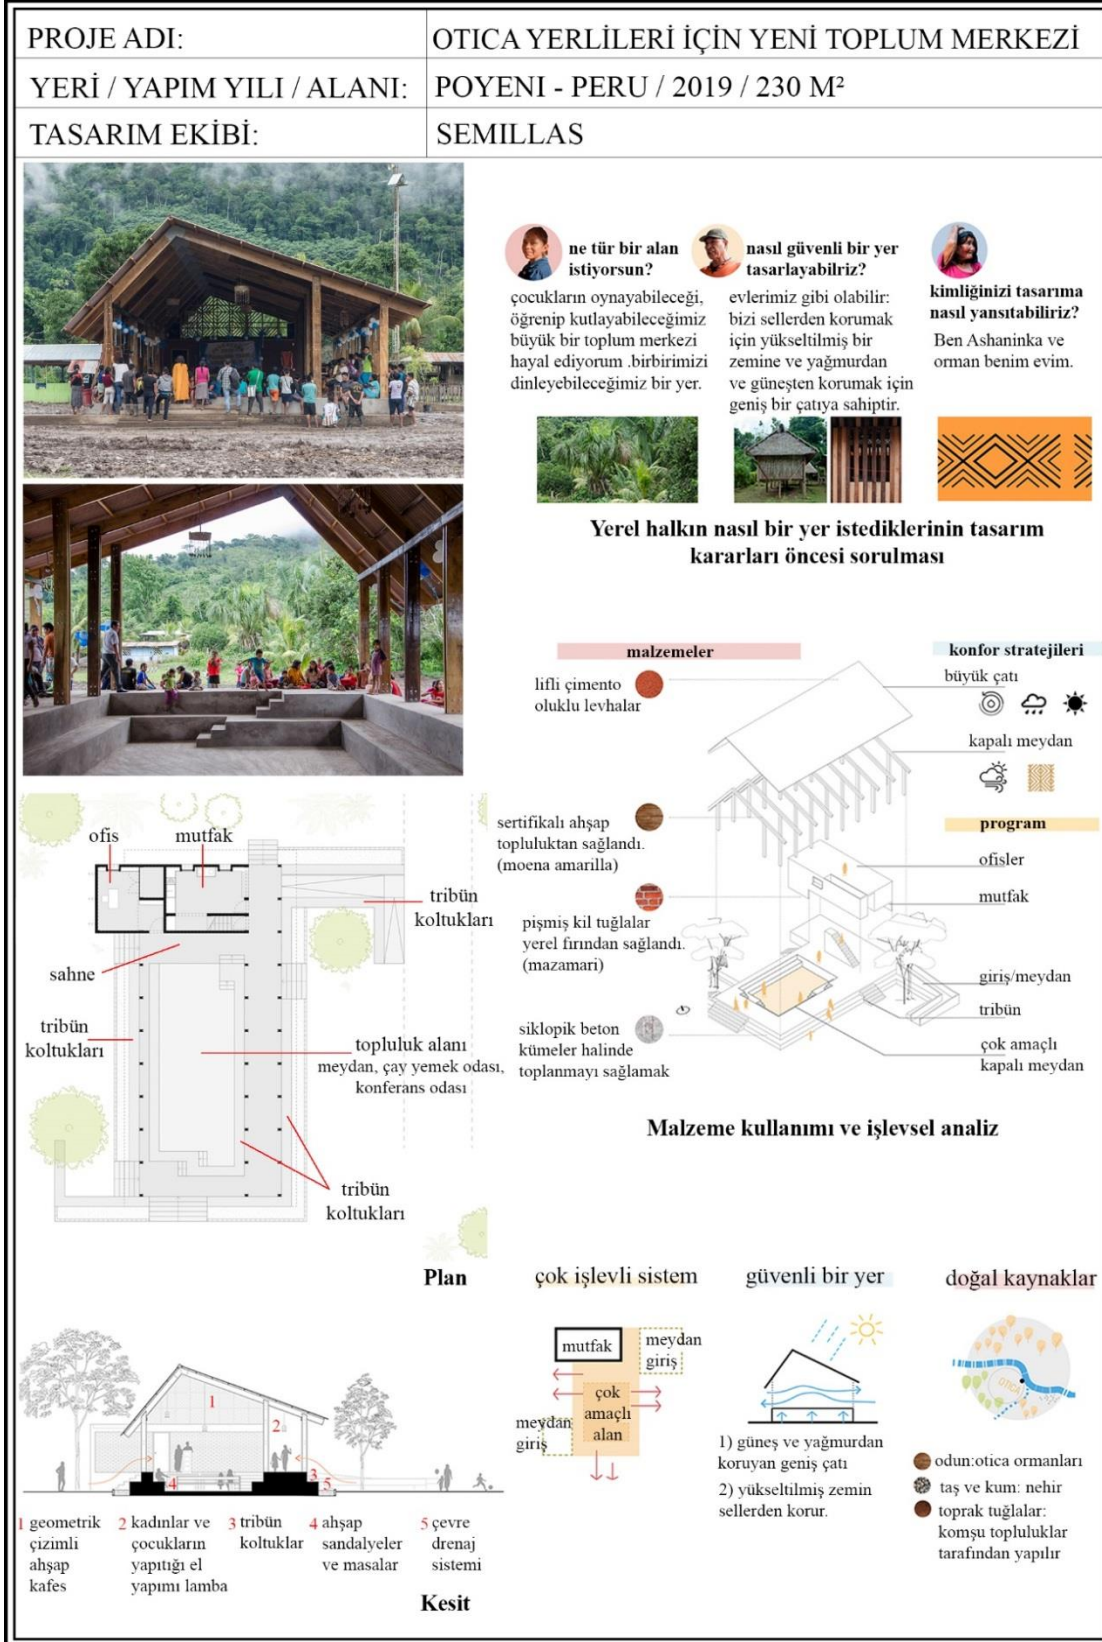 PROJE ADI:
OTICA YERLİLERİ İÇİN YENİ TOPLUM MERKEZİ
YERİ / YAPIM YILI / ALANI:
POYENI - PERU / 2019 / 230 M²
TASARIM EKİBİ:
SEMILLAS
ne tür bir alan
istiyorsun?
çocukların oynayabileceği,
öğrenip kutlayabileceğimiz
büyük bir toplum merkezi
hayal ediyorum .birbirimizi
dinleyebileceğimiz bir yer.
nasıl güvenli bir yer
tasarlayabilriz?
evlerimiz gibi olabilir:
bizi sellerden korumak
için yükseltilmiş bir
zemine ve yağmurdan
ve güneşten korumak için
geniş bir çatıya sahiptir.
kimliğinizi tasarıma
nasıl yansıtabiliriz?
Ben Ashaninka ve
orman benim evim.
Yerel halkın nasıl bir yer istediklerinin tasarım
kararları öncesi sorulması
malzemeler
lifli çimento
oluklu levhalar
sertifikalı ahşap
topluluktan sağlandı.
(moena amarilla)
pişmiş kil tuğlalar
yerel fırından sağlandı.
(mazamari)
siklopik beton
kümeler halinde
toplanmayı sağlamak
konfor stratejileri
büyük çatı
kapalı meydan
program
ofisler
mutfak
giriş/meydan
tribün
çok amaçlı
kapalı meydan
Malzeme kullanımı ve işlevsel analiz
ofis
mutfak
tribün
koltukları
sahne
tribün
koltukları
topluluk alanı
meydan, çay yemek odası,
konferans odası
tribün
koltukları
Plan
1
2
3
4
5
1 geometrik
çizimli
ahşap
kafes
2 kadınlar ve
çocukların
yapıtiğı el
yapımı lamba
3 tribün
koltuklar
4 ahşap
sandalyeler
ve masalar
5 çevre
drenaj
sistemi
Kesit
çok işlevli sistem
mutfak
meydan
giriş
çok
amaçlı
alan
meydan
giriş
güvenli bir yer
1) güneş ve yağmurdan
koruyan geniş çatı
2) yükseltilmiş zemin
sellerden korur.
doğal kaynaklar
OTICA
odun:otica ormanları
taş ve kum: nehir
toprak tuğlalar:
komşu topluluklar
tarafından yapılır